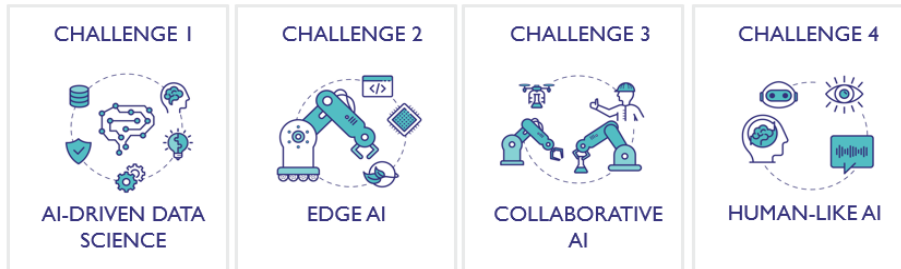 CHALLENGE 1
AI-DRIVEN DATA
SCIENCE
CHALLENGE 2
</>
EDGE AI
CHALLENGE 3
COLLABORATIVE
AI
CHALLENGE 4
HUMAN-LIKE AI